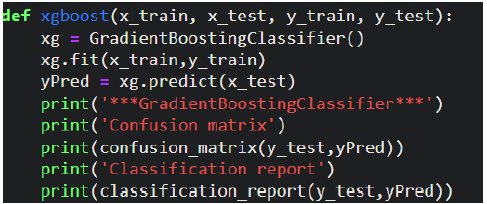 def xgboost(x_train, x_test, y_train, y_test):
    xg = GradientBoostingClassifier()
    xg.fit(x_train,y_train)
    yPred = xg.predict(x_test)
    print('***GradientBoostingClassifier***')
    print('Confusion matrix')
    print(confusion_matrix(y_test,yPred))
    print('Classification report')
    print(classification_report(y_test,yPred))